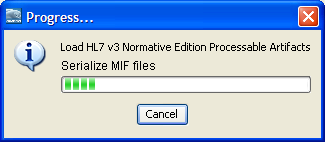 Progress...
Load HL7 v3 Normative Edition Processable Artifacts
Serialize MIF files
Cancel